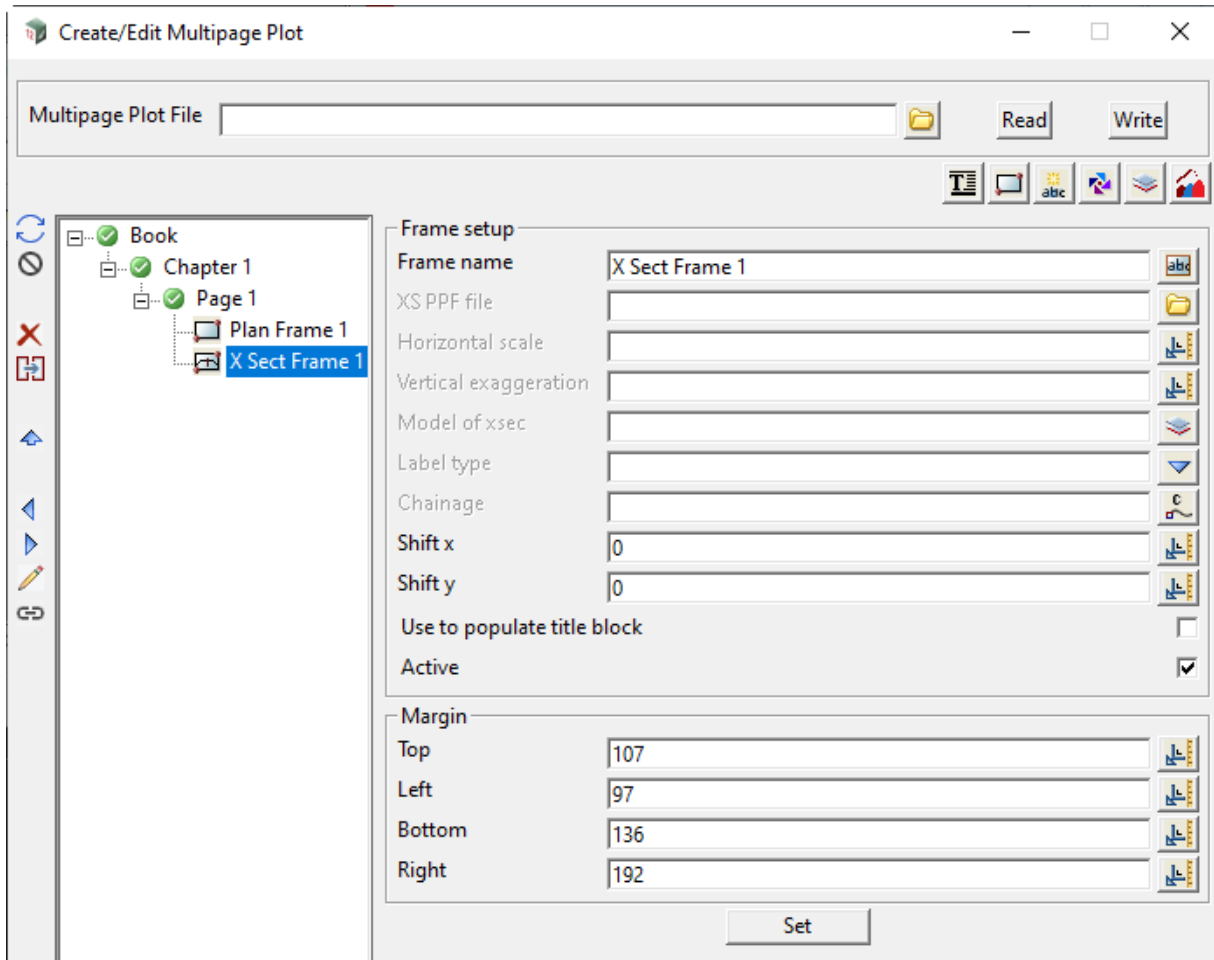 Create/Edit Multipage Plot
Multipage Plot File
Read
Write
Book
Chapter 1
Page 1
Plan Frame 1
X Sect Frame 1
Frame setup
Frame name
X Sect Frame 1
XS PPF file
Horizontal scale
Vertical exaggeration
Model of xsec
Label type
Chainage
Shift x
0
Shift y
0
Use to populate title block
Active
Margin
Top
107
Left
97
Bottom
136
Right
192
Set